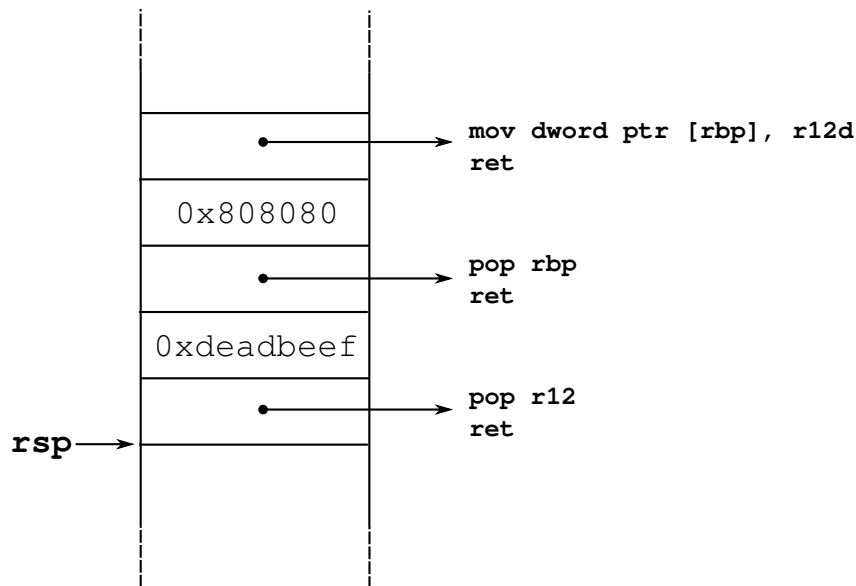 mov dword ptr [rbp], r12d
ret
0x808080
pop rbp
ret
0xdeadbeef
pop r12
ret
rsp